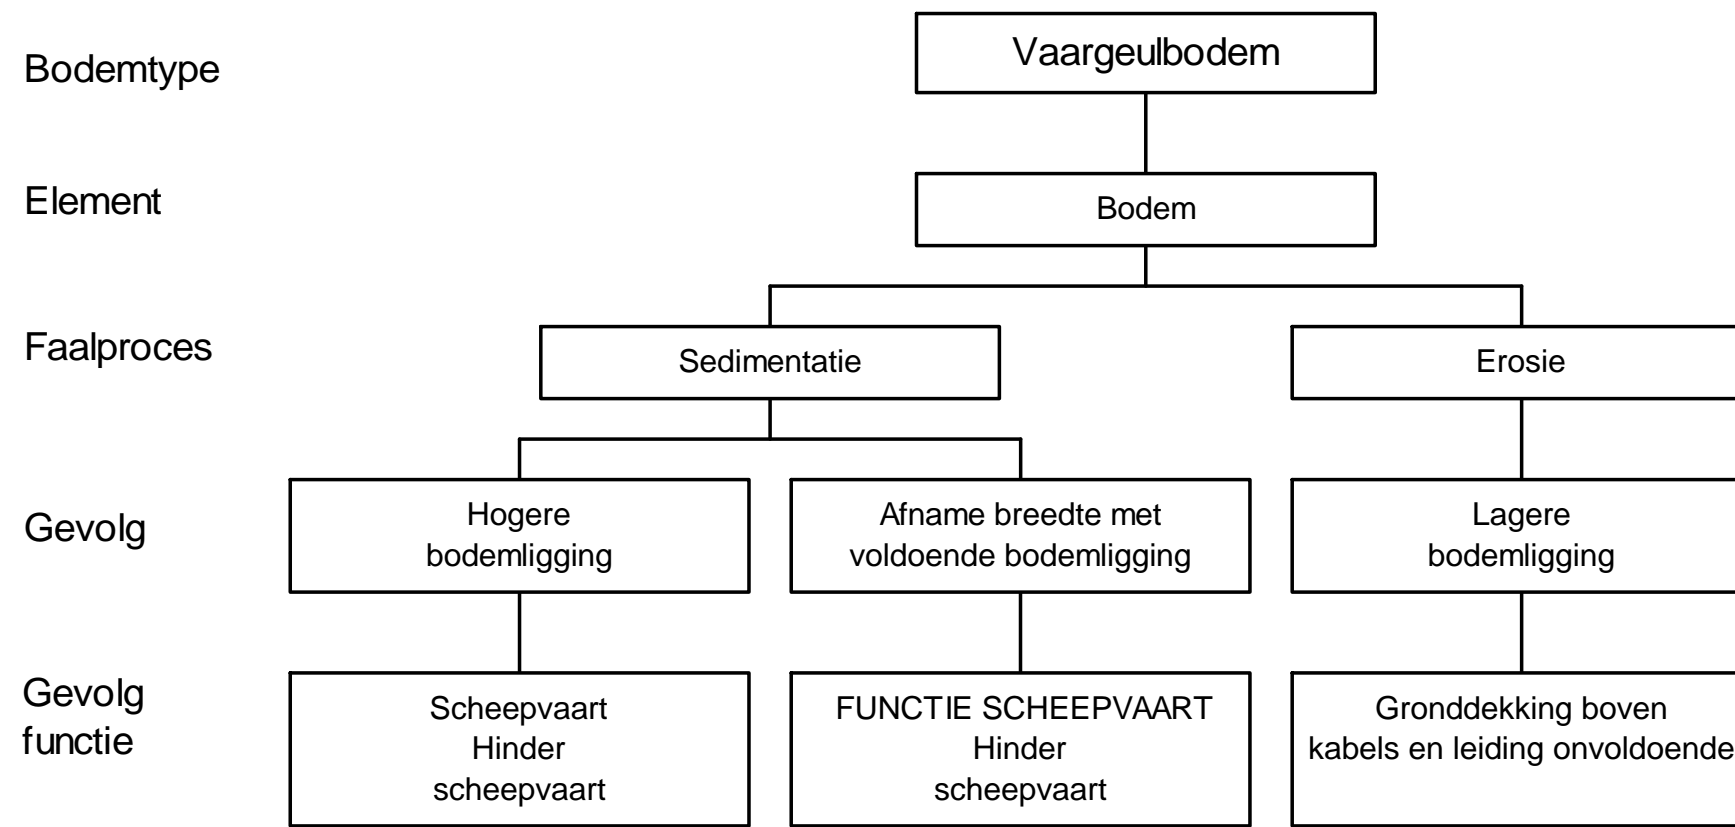 Bodemtype
Vaargeulbodem
Element
Bodem
Faalproces
Sedimentatie
Erosie
Gevolg
Hogere
bodemligging
Afname breedte met
voldoende bodemligging
Lagere
bodemligging
Gevolg
functie
Scheepvaart
Hinder
scheepvaart
FUNCTIE SCHEEPVAART
Hinder
scheepvaart
Gronddekking boven
kabels en leiding onvoldoende